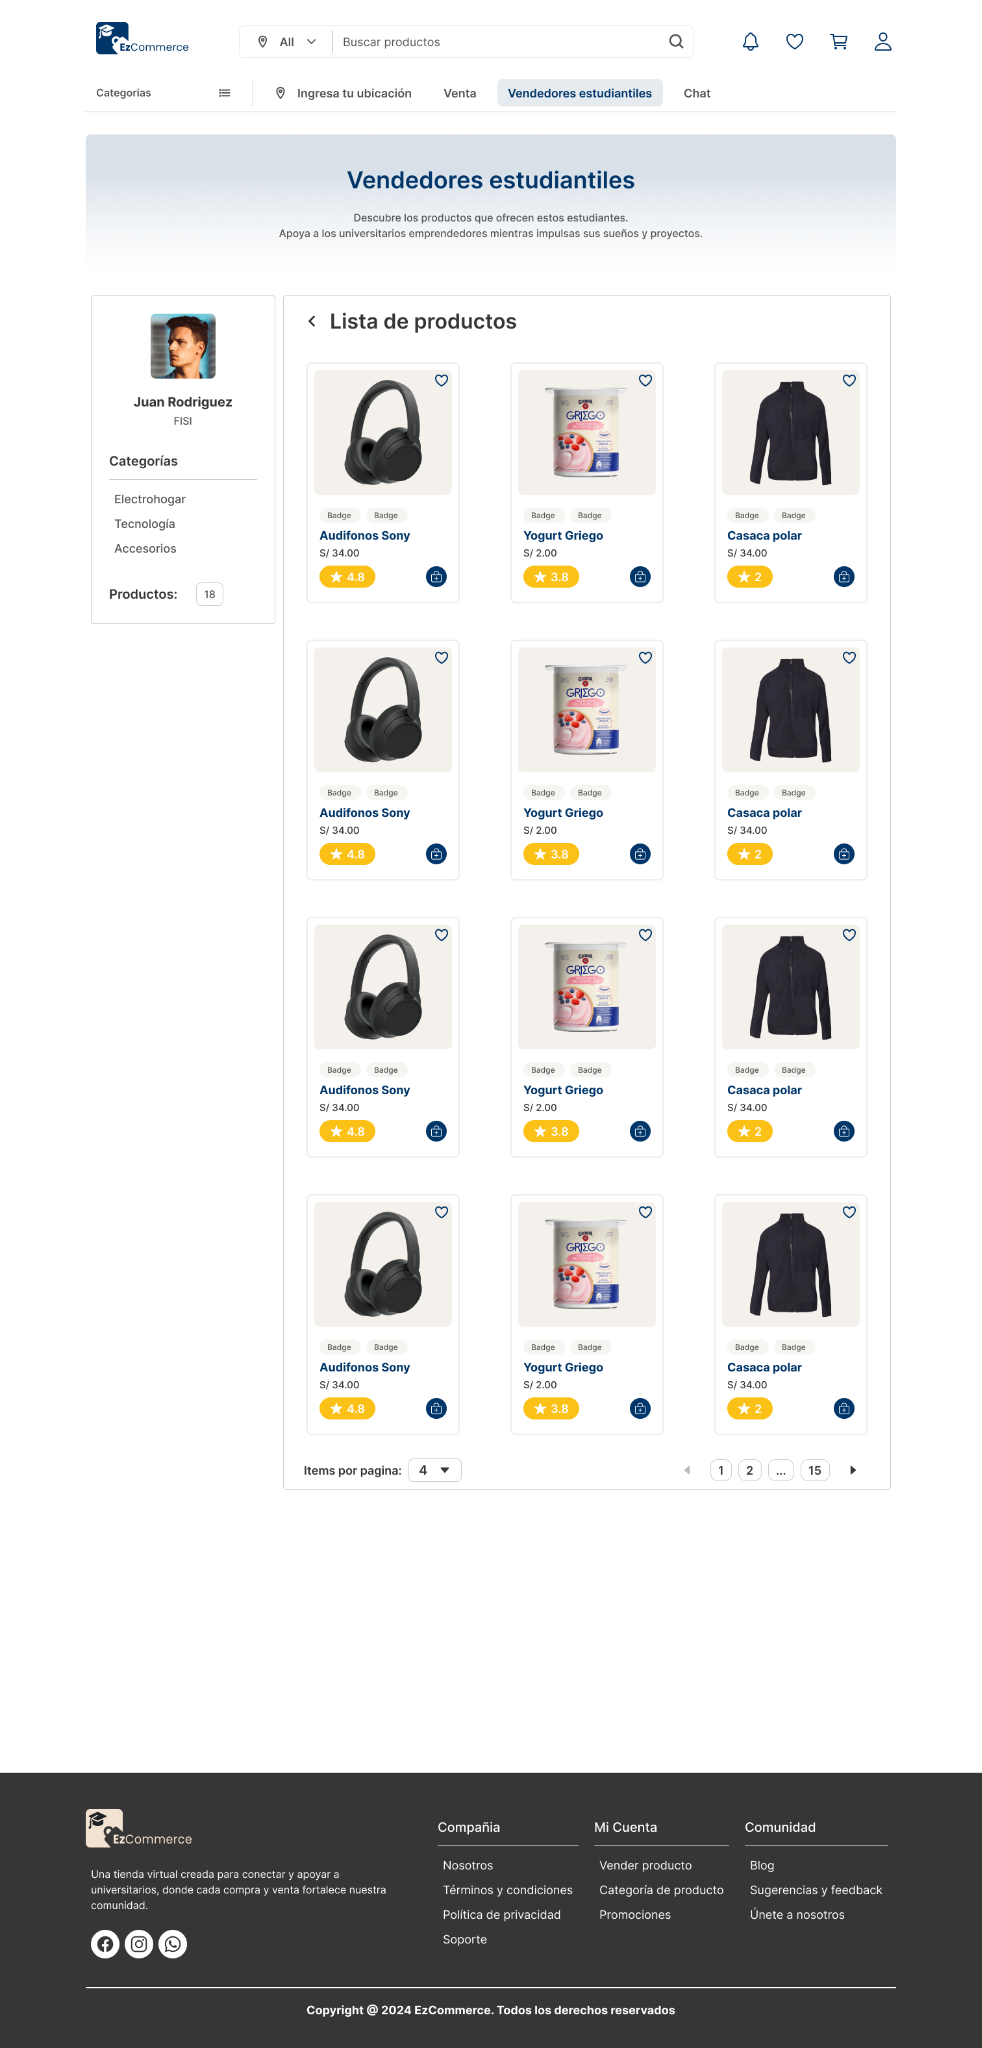 EzCommerce
All
Buscar productos
Categorias
Ingresa tu ubicación
Venta
Vendedores estudiantiles
Chat
Vendedores estudiantiles
Descubre los productos que ofrecen estos estudiantes.
Apoya a los universitarios emprendedores mientras impulsas sus sueños y proyectos.
Juan Rodriguez
FISI
Categorías
Electrohogar
Tecnología
Accesorios
Productos: 18
Lista de productos
GLORIA
GRIEGO
Badge Badge
Audifonos Sony
S/ 34.00
4.8
Badge Badge
Yogurt Griego
S/ 2.00
3.8
Badge Badge
Casaca polar
S/ 34.00
2
GLORIA
GRIEGO
Badge Badge
Audifonos Sony
S/ 34.00
4.8
Badge Badge
Yogurt Griego
S/ 2.00
3.8
Badge Badge
Casaca polar
S/ 34.00
2
GLORIA
GRIEGO
Badge Badge
Audifonos Sony
S/ 34.00
4.8
Badge Badge
Yogurt Griego
S/ 2.00
3.8
Badge Badge
Casaca polar
S/ 34.00
2
GLORIA
GRIEGO
Badge Badge
Audifonos Sony
S/ 34.00
4.8
Badge Badge
Yogurt Griego
S/ 2.00
3.8
Badge Badge
Casaca polar
S/ 34.00
2
Items por pagina: 4
1 2 ... 15
EzCommerce
Una tienda virtual creada para conectar y apoyar a
universitarios, donde cada compra y venta fortalece nuestra
comunidad.
Compañia
Nosotros
Términos y condiciones
Política de privacidad
Soporte
Mi Cuenta
Vender producto
Categoría de producto
Promociones
Comunidad
Blog
Sugerencias y feedback
Únete a nosotros
Copyright @ 2024 EzCommerce. Todos los derechos reservados